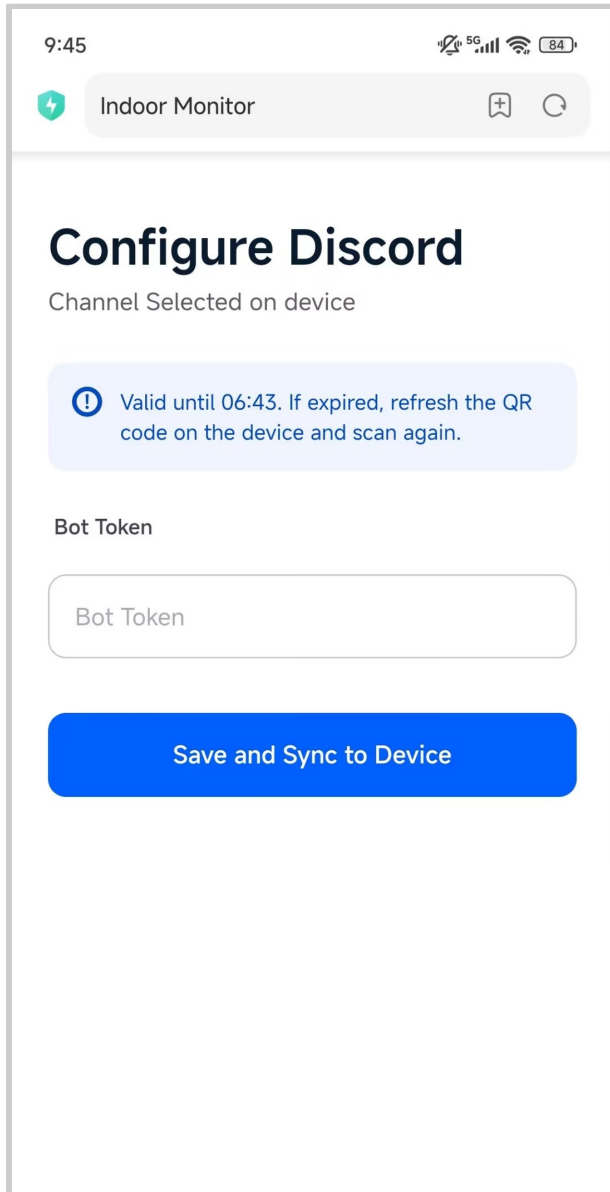 9:45
5G
84
Indoor Monitor
Configure Discord
Channel Selected on device
Valid until 06:43. If expired, refresh the QR
code on the device and scan again.
Bot Token
Bot Token
Save and Sync to Device